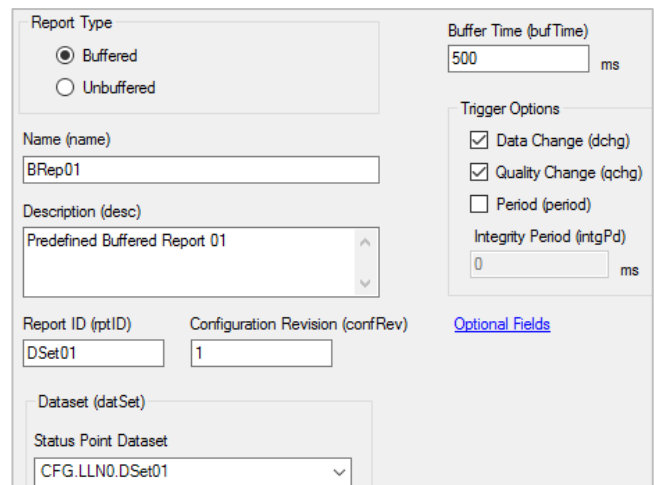 Report Type
Buffered
Unbuffered
Name (name)
BRep01
Description (desc)
Predefined Buffered Report 01
Report ID (rptID) Configuration Revision (confRev)
DSet01 1
Dataset (datSet)
Status Point Dataset
CFG.LLN0.DSet01
Buffer Time (bufTime)
500 ms
Trigger Options
Data Change (dchg)
Quality Change (qchg)
Period (period)
Integrity Period (intgPd)
0 ms
Optional Fields